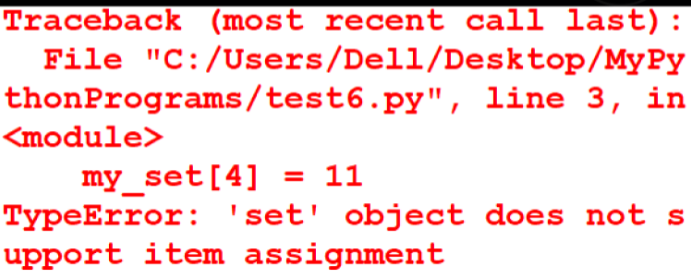 Traceback (most recent call last):
  File "C:/Users/Dell/Desktop/MyPy
thonPrograms/test6.py", line 3, in
<module>
    my_set[4] = 11
TypeError: 'set' object does not s
upport item assignment